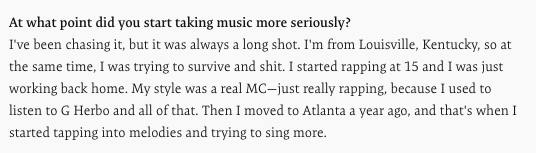 At what point did you start taking music more seriously?
I've been chasing it, but it was always a long shot. I'm from Louisville, Kentucky, so at
the same time, I was trying to survive and shit. I started rapping at 15 and I was just
working back home. My style was a real MC—just really rapping, because I used to
listen to G Herbo and all of that. Then I moved to Atlanta a year ago, and that's when I
started tapping into melodies and trying to sing more.